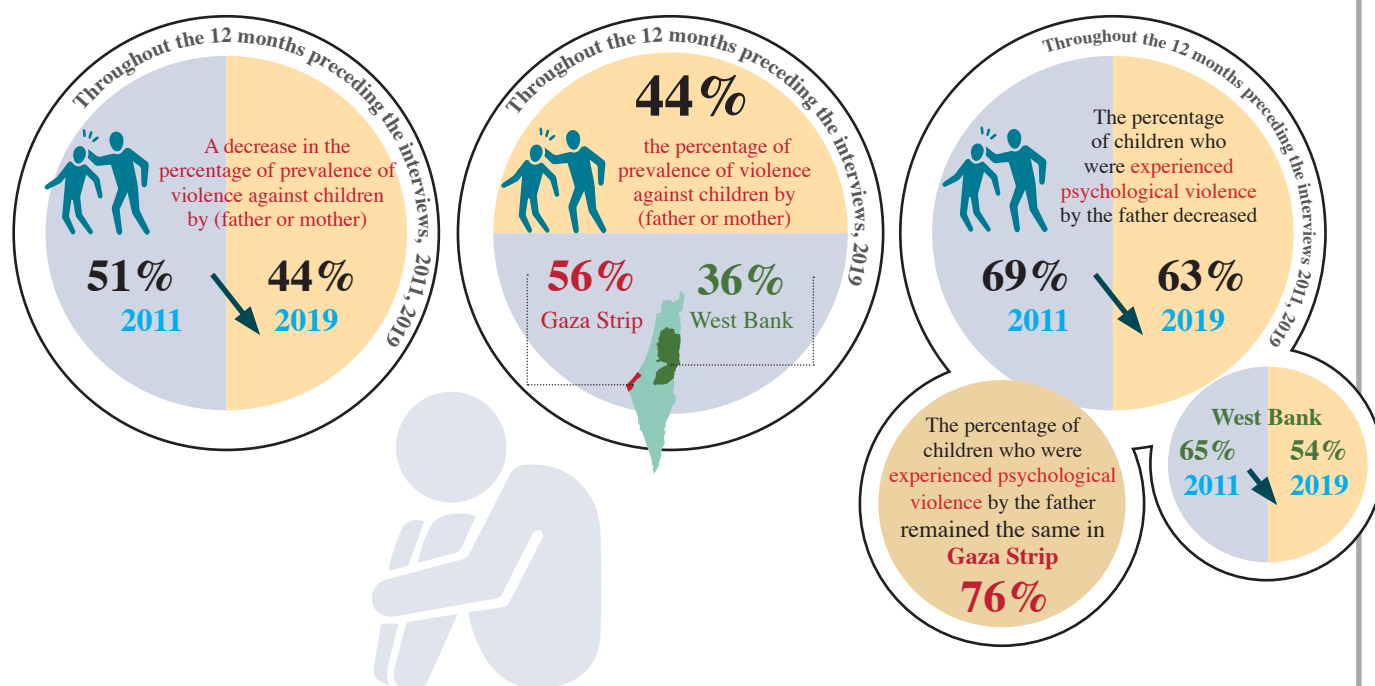 Throughout the 12 months preceding the interviews, 2011, 2019
A decrease in the
percentage of prevalence of
violence against children
by (father or mother)
51%
44%
2011
2019
Throughout the 12 months preceding the interviews, 2019
44%
the percentage of
prevalence of violence
against children by
(father or mother)
56%
36%
Gaza Strip
West Bank
Throughout the 12 months preceding the interviews 2011, 2019
The percentage
of children who
were experienced
psychological violence
by the father decreased
69%
63%
2011
2019
The percentage of
children who were
experienced psychological
violence by the father
remained the same in
Gaza Strip
76%
West Bank
65%
54%
2011
2019